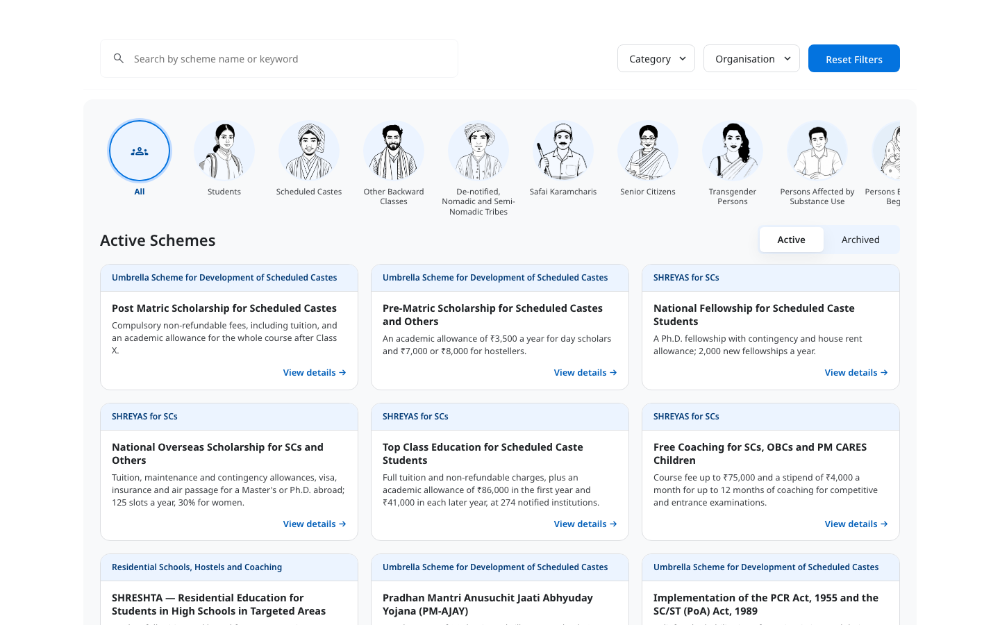 Search by scheme name or keyword
Category
Organisation
Reset Filters
All
Students
Scheduled Castes
Other Backward
Classes
De-notified,
Nomadic and Semi-
Nomadic Tribes
Safai Karamcharis
Senior Citizens
Transgender
Persons
Persons Affected by
Substance Use
Persons
Active Schemes
Active
Archived
Umbrella Scheme for Development of Scheduled Castes
Post Matric Scholarship for Scheduled Castes
Compulsory non-refundable fees, including tuition, and
an academic allowance for the whole course after Class
X.
View details →
Umbrella Scheme for Development of Scheduled Castes
Pre-Matric Scholarship for Scheduled Castes
and Others
An academic allowance of ₹3,500 a year for day scholars
and ₹7,000 or ₹8,000 for hostellers.
View details →
SHREYAS for SCs
National Fellowship for Scheduled Caste
Students
A Ph.D. fellowship with contingency and house rent
allowance; 2,000 new fellowships a year.
View details →
SHREYAS for SCs
National Overseas Scholarship for SCs and
Others
Tuition, maintenance and contingency allowances, visa,
insurance and air passage for a Master's or Ph.D. abroad;
125 slots a year, 30% for women.
View details →
SHREYAS for SCs
Top Class Education for Scheduled Caste
Students
Full tuition and non-refundable charges, plus an
academic allowance of ₹86,000 in the first year and
₹41,000 in each later year, at 274 notified institutions.
View details →
SHREYAS for SCs
Free Coaching for SCs, OBCs and PM CARES
Children
Course fee up to ₹75,000 and a stipend of ₹4,000 a
month for up to 12 months of coaching for competitive
and entrance examinations.
View details →
Residential Schools, Hostels and Coaching
SHRESHTA — Residential Education for
Students in High Schools in Targeted Areas
Umbrella Scheme for Development of Scheduled Castes
Pradhan Mantri Anusuchit Jaati Abhyuday
Yojana (PM-AJAY)
Umbrella Scheme for Development of Scheduled Castes
Implementation of the PCR Act, 1955 and the
SC/ST (PoA) Act, 1989